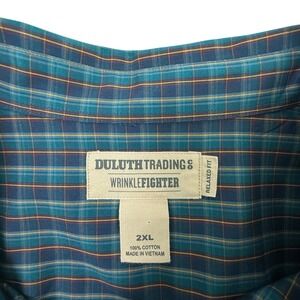 DULUTH TRADING CO
WRINKLEFIGHTER
RELAXED FIT
2XL
100% COTTON
MADE IN VIETNAM